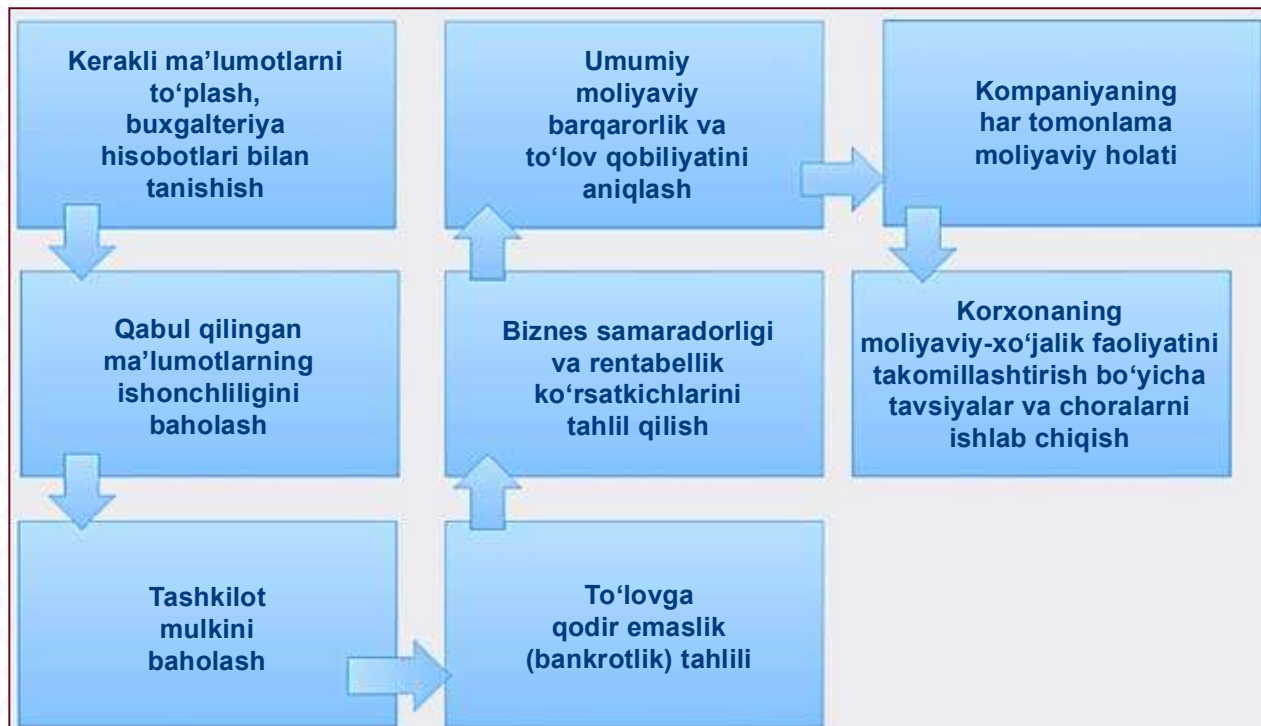 Kerakli ma’lumotlarni
to‘plash,
buxgalteriya
hisobotlari bilan
tanishish
Qabul qilingan
ma’lumotlarning
ishonchliligini
baholash
Tashkilot
mulkini
baholash
To‘lovga
qodir emaslik
(bankrotlik) tahlili
Biznes samaradorligi
va rentabellik
ko‘rsatkichlarini
tahlil qilish
Umumiy
moliyaviy
barqarorlik va
to‘lov qobiliyatini
aniqlash
Kompaniyaning
har tomonlama
moliyaviy holati
Korxonaning
moliyaviy-xo‘jalik faoliyatini
takomillashtirish bo‘yicha
tavsiyalar va choralarni
ishlab chiqish